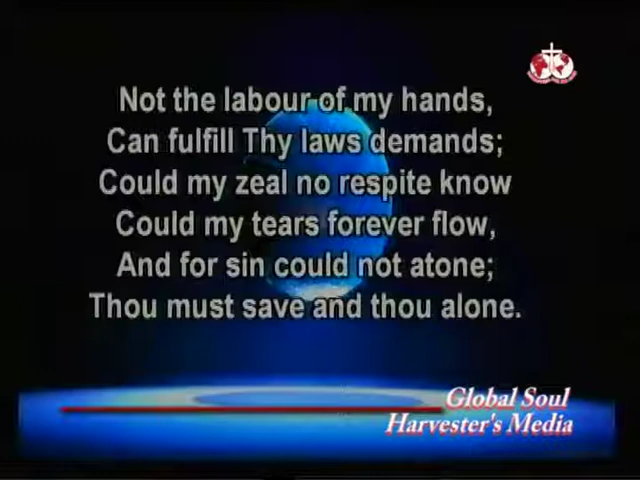 Not the labour of my hands,
Can fulfill Thy laws demands;
Could my zeal no respite know
Could my tears forever flow,
And for sin could not atone;
Thou must save and thou alone.
Global Soul
Harvester's Media